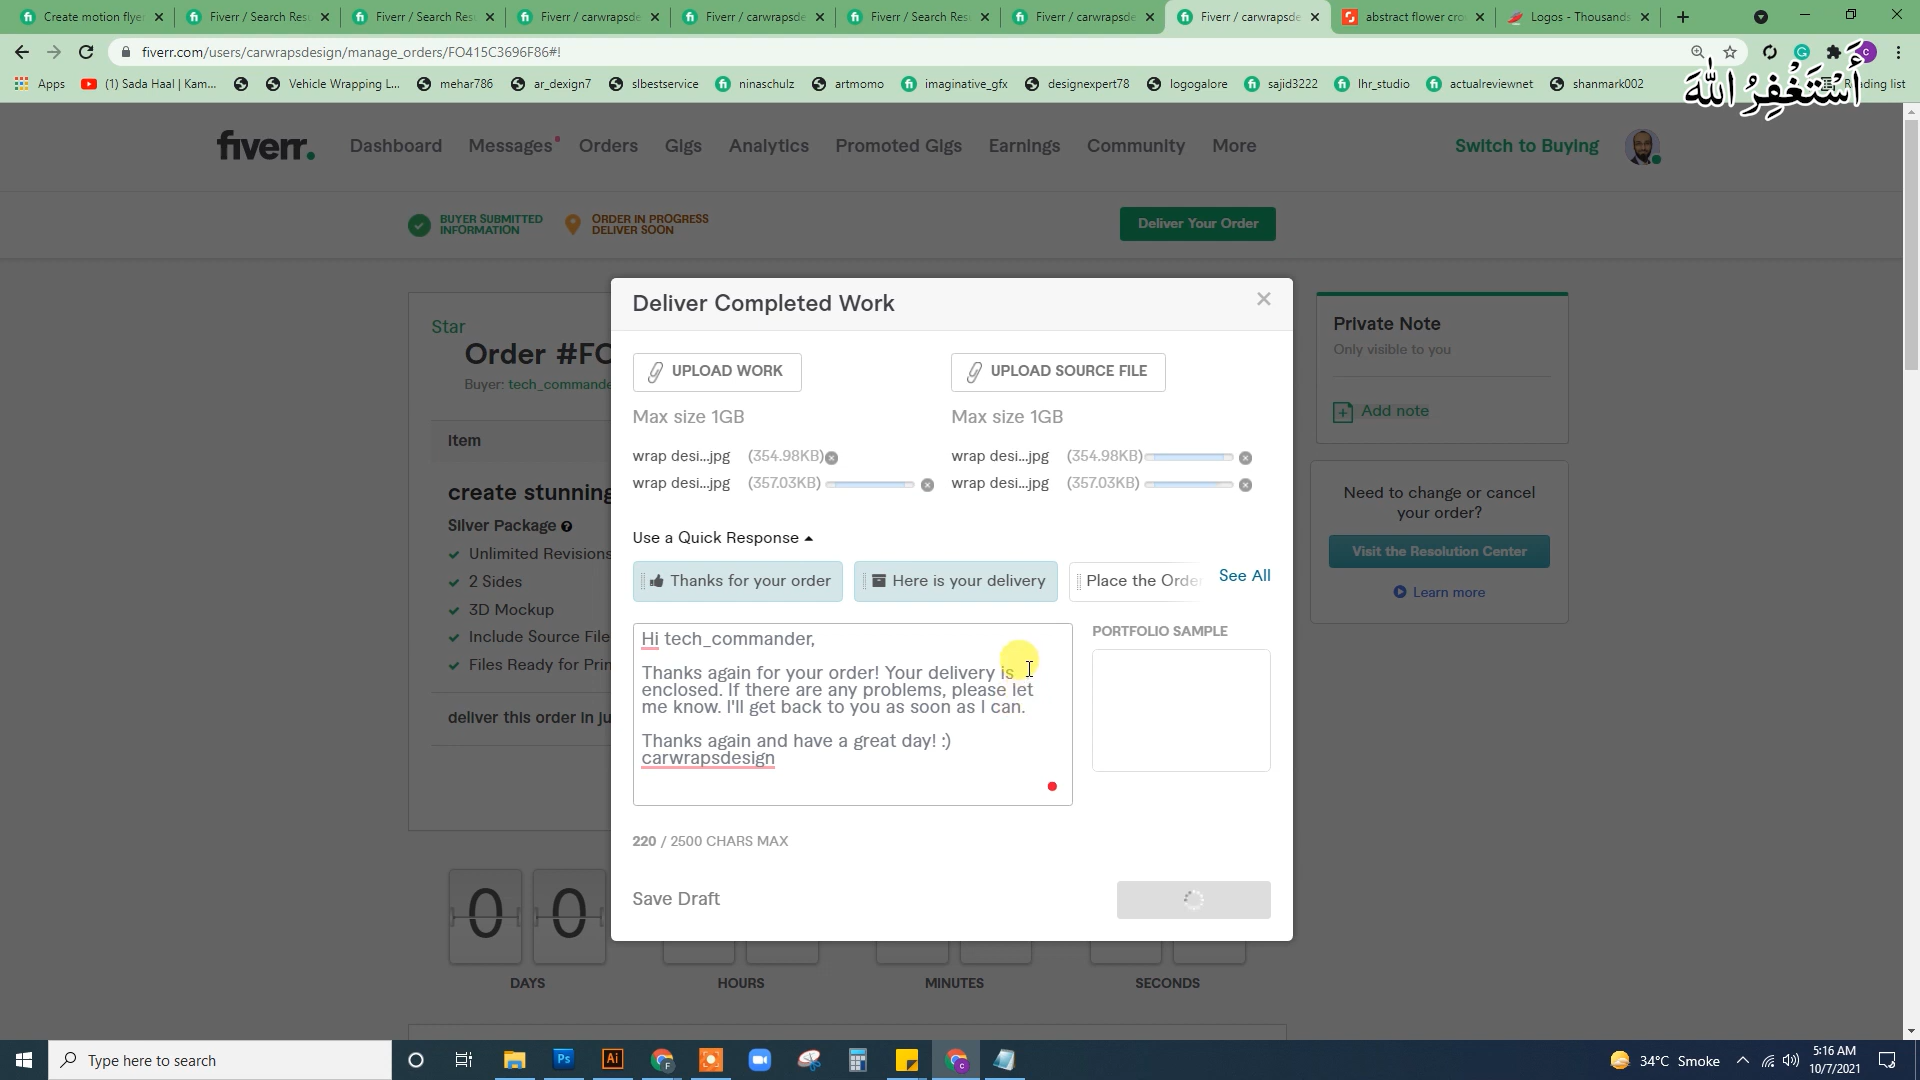 Create motion flye
Fiverr / Search Res
Fiverr / Search Res
Fiverr / carwrapsde
Fiverr / carwrapsde
Fiverr / Search Res
Fiverr / carwrapsde
Fiverr / carwrapsde
abstract flower cro
Logos - Thousands
fiverr.com/users/carwrapsdesign/manage_orders/FO415C3696F86#!
Apps
(1) Sada Haal | Kam...
Vehicle Wrapping L...
mehar786
ar_dexign7
slbestservice
ninaschulz
artmomo
imaginative_gfx
designexpert78
logogalore
sajid3222
lhr_studio
actualreviewnet
shanmark002
ding list
أَسْتَغْفِرُ اللّٰهَ
fiverr.
Dashboard
Messages
Orders
Gigs
Analytics
Promoted Gigs
Earnings
Community
More
Switch to Buying
BUYER SUBMITTED
INFORMATION
ORDER IN PROGRESS
DELIVER SOON
Deliver Your Order
Star
Order #FO
Buyer: tech_commande
Item
create stunning
Silver Package
Unlimited Revisions
2 Sides
3D Mockup
Include Source File
Files Ready for Prin
deliver this order in ju
Deliver Completed Work
UPLOAD WORK
UPLOAD SOURCE FILE
Max size 1GB
Max size 1GB
wrap desi...jpg (354.98KB)
wrap desi...jpg (354.98KB)
wrap desi...jpg (357.03KB)
wrap desi...jpg (357.03KB)
Use a Quick Response
Thanks for your order
Here is your delivery
Place the Orde
See All
Hi tech_commander,
Thanks again for your order! Your delivery is
enclosed. If there are any problems, please let
me know. I'll get back to you as soon as I can.
Thanks again and have a great day! :)
carwrapsdesign
PORTFOLIO SAMPLE
220 / 2500 CHARS MAX
Save Draft
Private Note
Only visible to you
Add note
Need to change or cancel
your order?
Visit the Resolution Center
Learn more
0 0
DAYS
HOURS
MINUTES
SECONDS
Type here to search
Ps
Ai
34°C Smoke
5:16 AM
10/7/2021